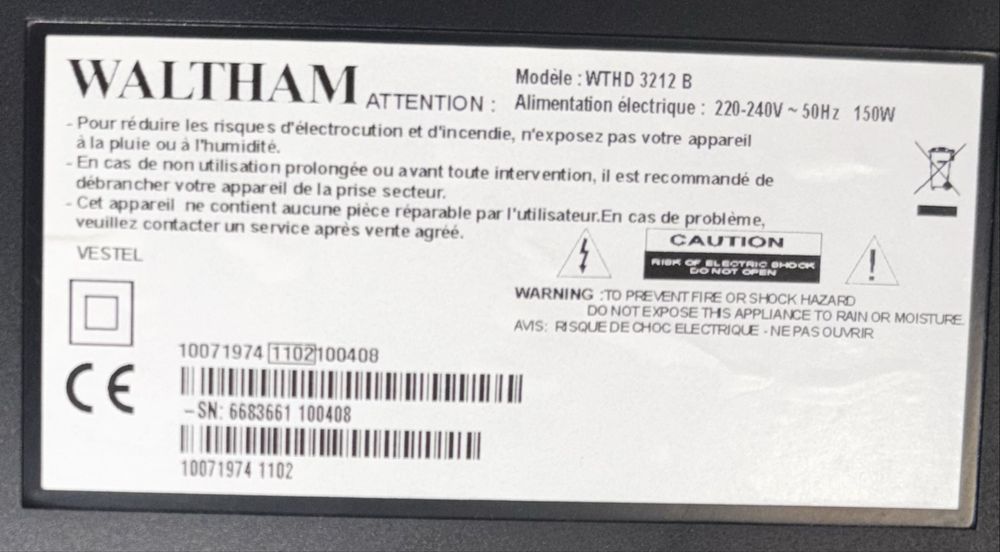 WALTHAM
ATTENTION :
Modèle : WTHD 3212 B
Alimentation électrique : 220-240V ~ 50Hz 150W
- Pour réduire les risques d'électrocution et d'incendie, n'exposez pas votre appareil
à la pluie ou à l'humidité.
- En cas de non utilisation prolongée ou avant toute intervention, il est recommandé de
débrancher votre appareil de la prise secteur.
- Cet appareil ne contient aucune pièce réparable par l'utilisateur.En cas de problème,
veuillez contacter un service après vente agréé.
VESTEL
CAUTION
RISK OF ELECTRIC SHOCK
DO NOT OPEN
WARNING :TO PREVENT FIRE OR SHOCK HAZARD
DO NOT EXPOSE THIS APPLIANCE TO RAIN OR MOISTURE.
AVIS: RISQUE DE CHOC ELECTRIQUE - NE PAS OUVRIR
10071974 1102 100408
CE
-SN: 6683661 100408
10071974 1102